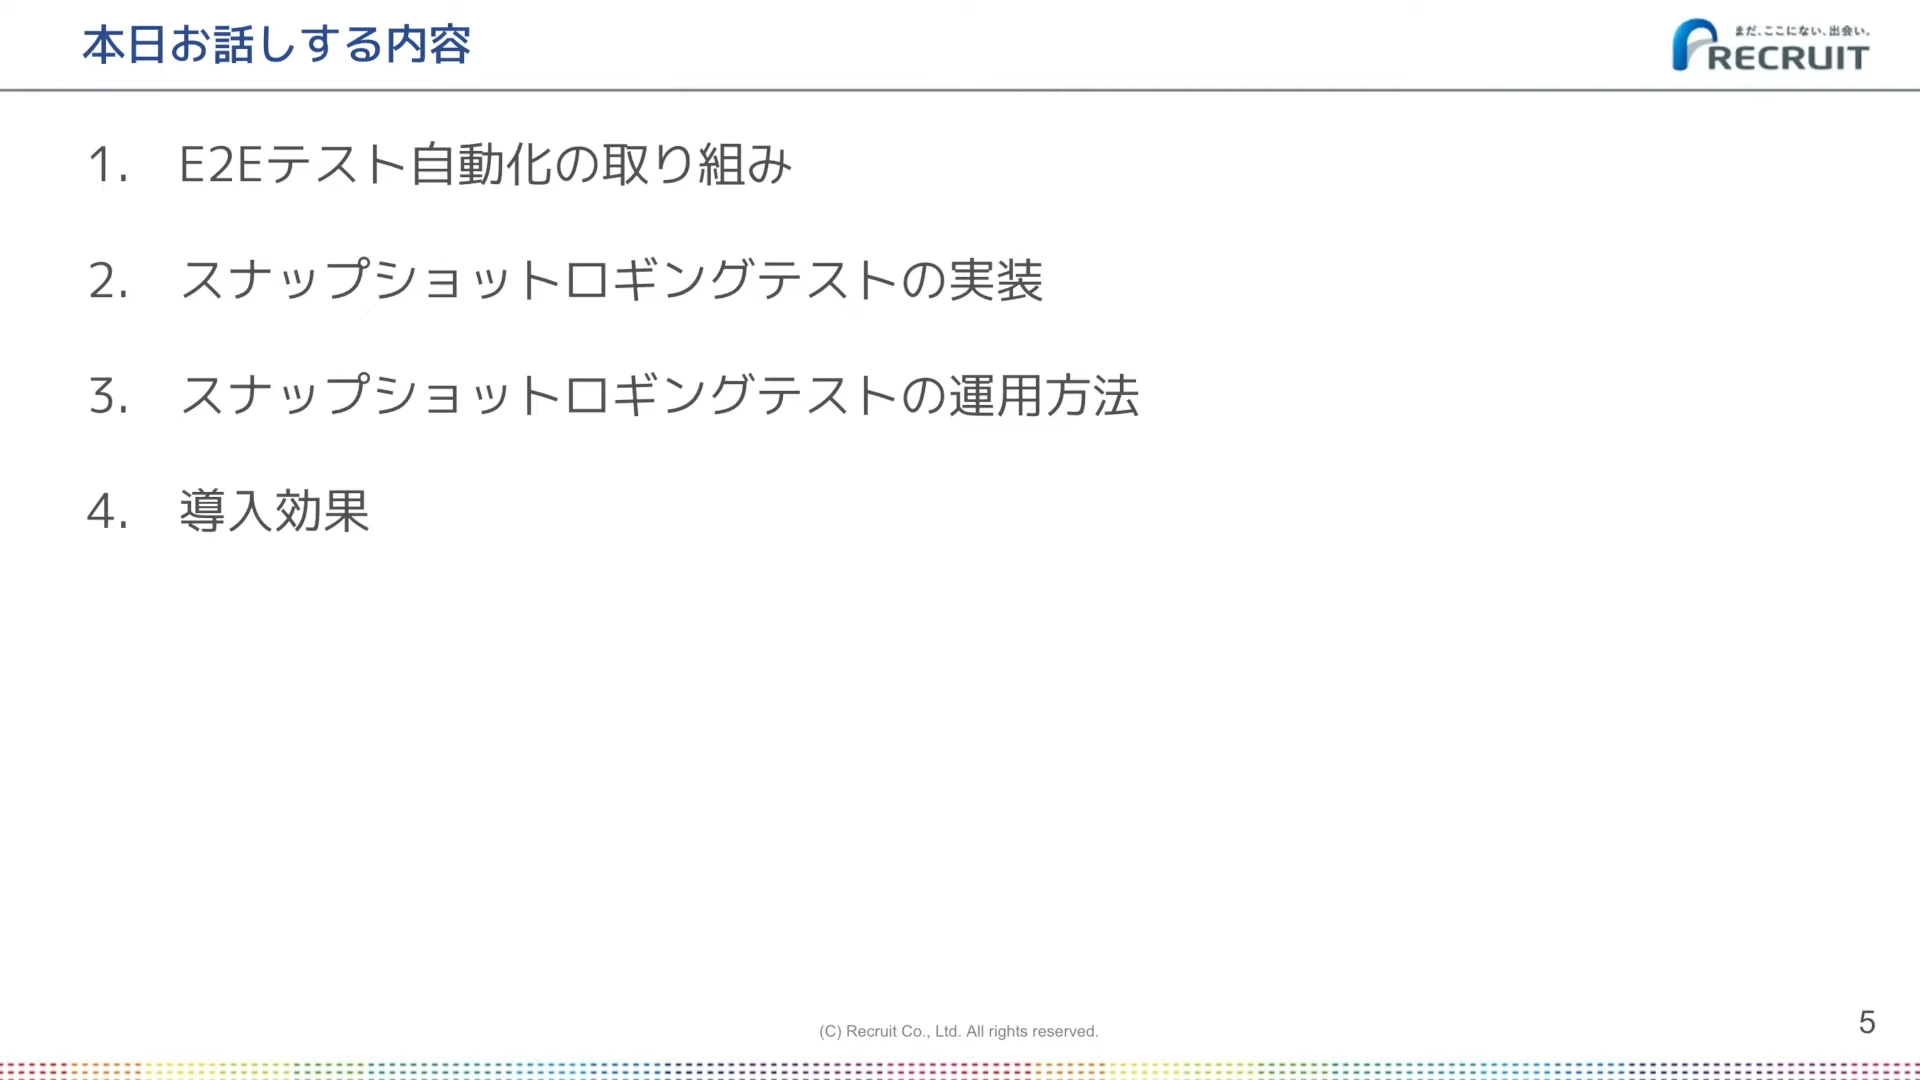 本日お話しする内容
まだ、ここにない、出会い。
RECRUIT
1. E2Eテスト自動化の取り組み
2. スナップショットロギングテストの実装
3. スナップショットロギングテストの運用方法
4. 導入効果
(C) Recruit Co., Ltd. All rights reserved.
5